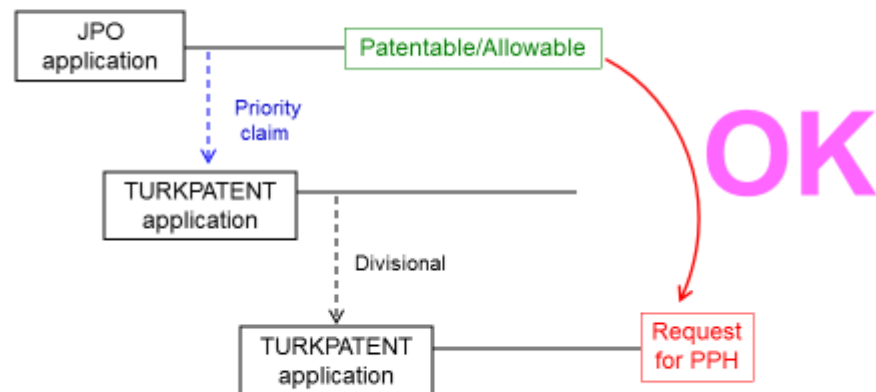 JPO
application
Patentable/Allowable
Priority
claim
OK
TURKPATENT
application
Divisional
TURKPATENT
application
Request
for PPH